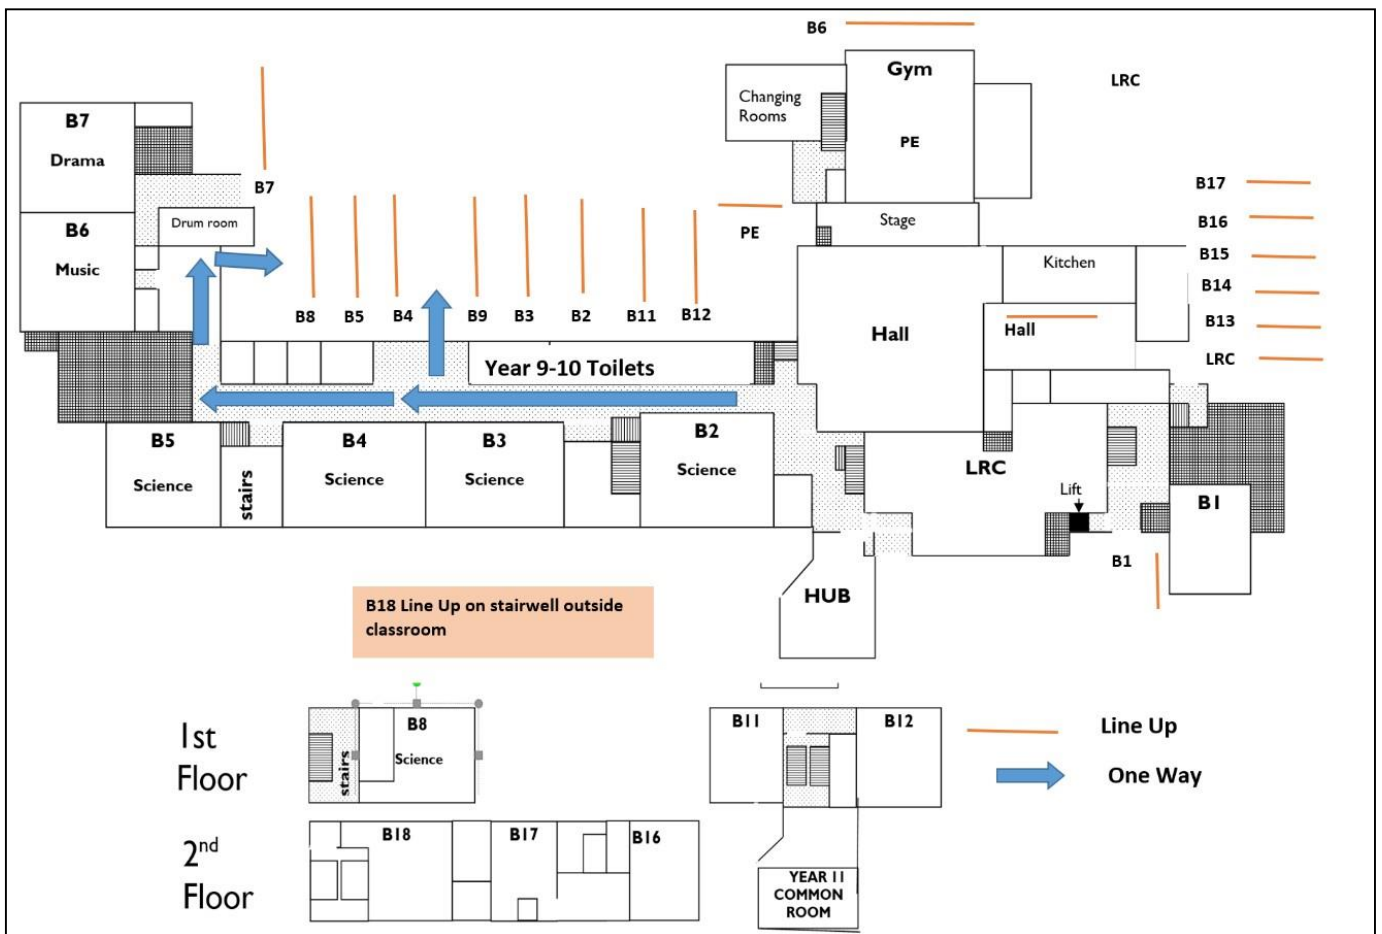 B6
Gym
LRC
Changing
Rooms
PE
B7
Drama
B7
B17
Drum room
Stage
B16
B6
Music
PE
Kitchen
B15
B14
B8
B5
B4
B9
B3
B2
B11
B12
Hall
Hall
B13
LRC
Year 9-10 Toilets
B5
Science
stairs
B4
Science
B3
Science
B2
Science
LRC
Lift
B1
B1
HUB
B18 Line Up on stairwell outside
classroom
1st
Floor
stairs
B8
Science
B11
B12
Line Up
One Way
2nd
Floor
B18
B17
B16
YEAR 11
COMMON
ROOM